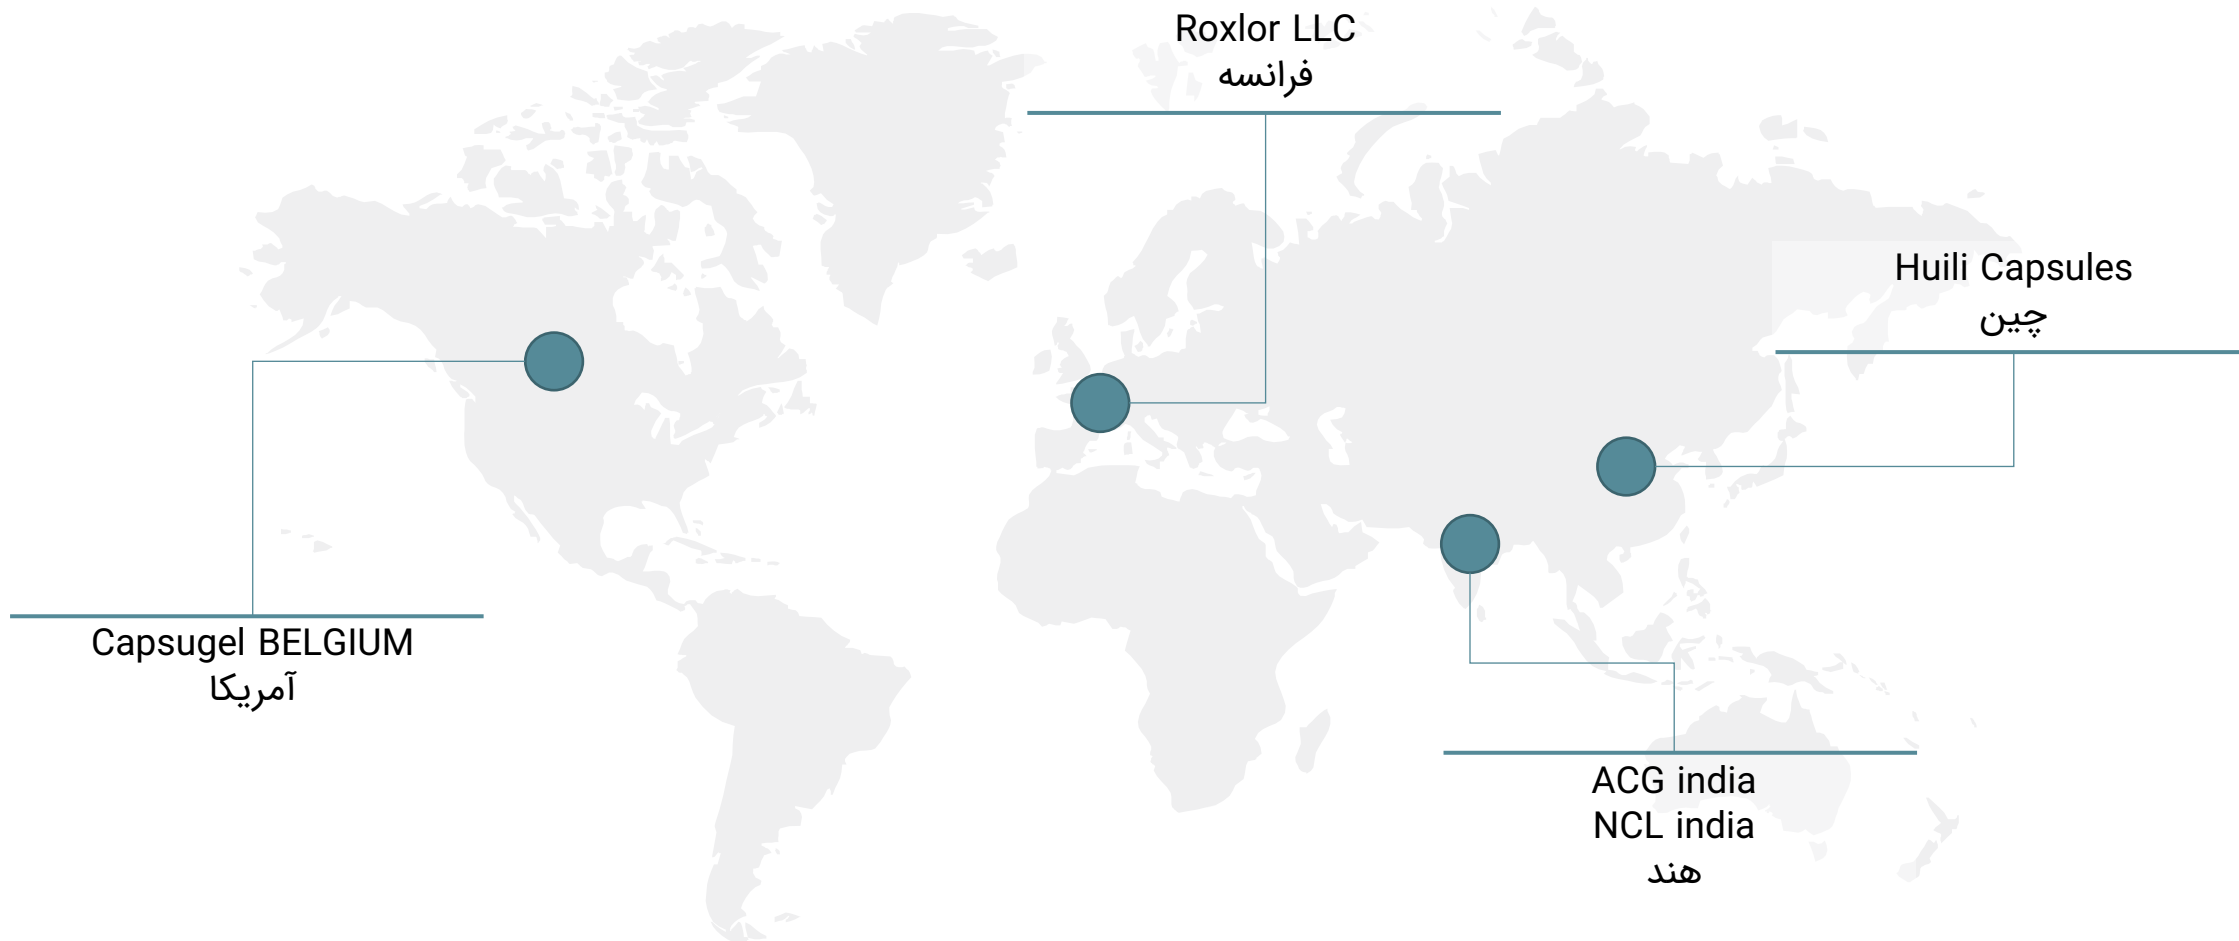 Roxlor LLC
فرانسه
Huili Capsules
چین
Capsugel BELGIUM
آمریکا
ACG india
NCL india
هند